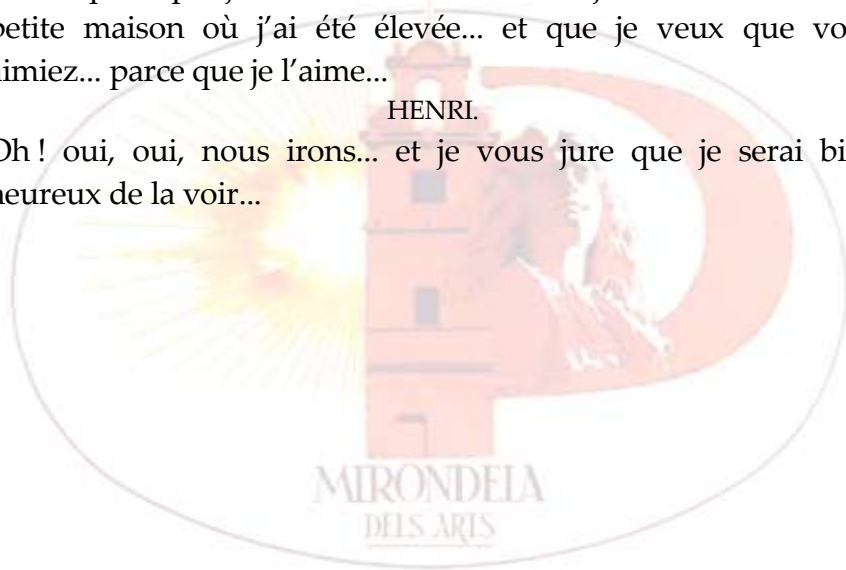 petite maison où j'ai été élevée... et que je veux que vo
aimiez... parce que je l'aime...
HENRI.
Oh ! oui, oui, nous irons... et je vous jure que je serai bi
heureux de la voir...
MIRONDELA
DELS ARTS